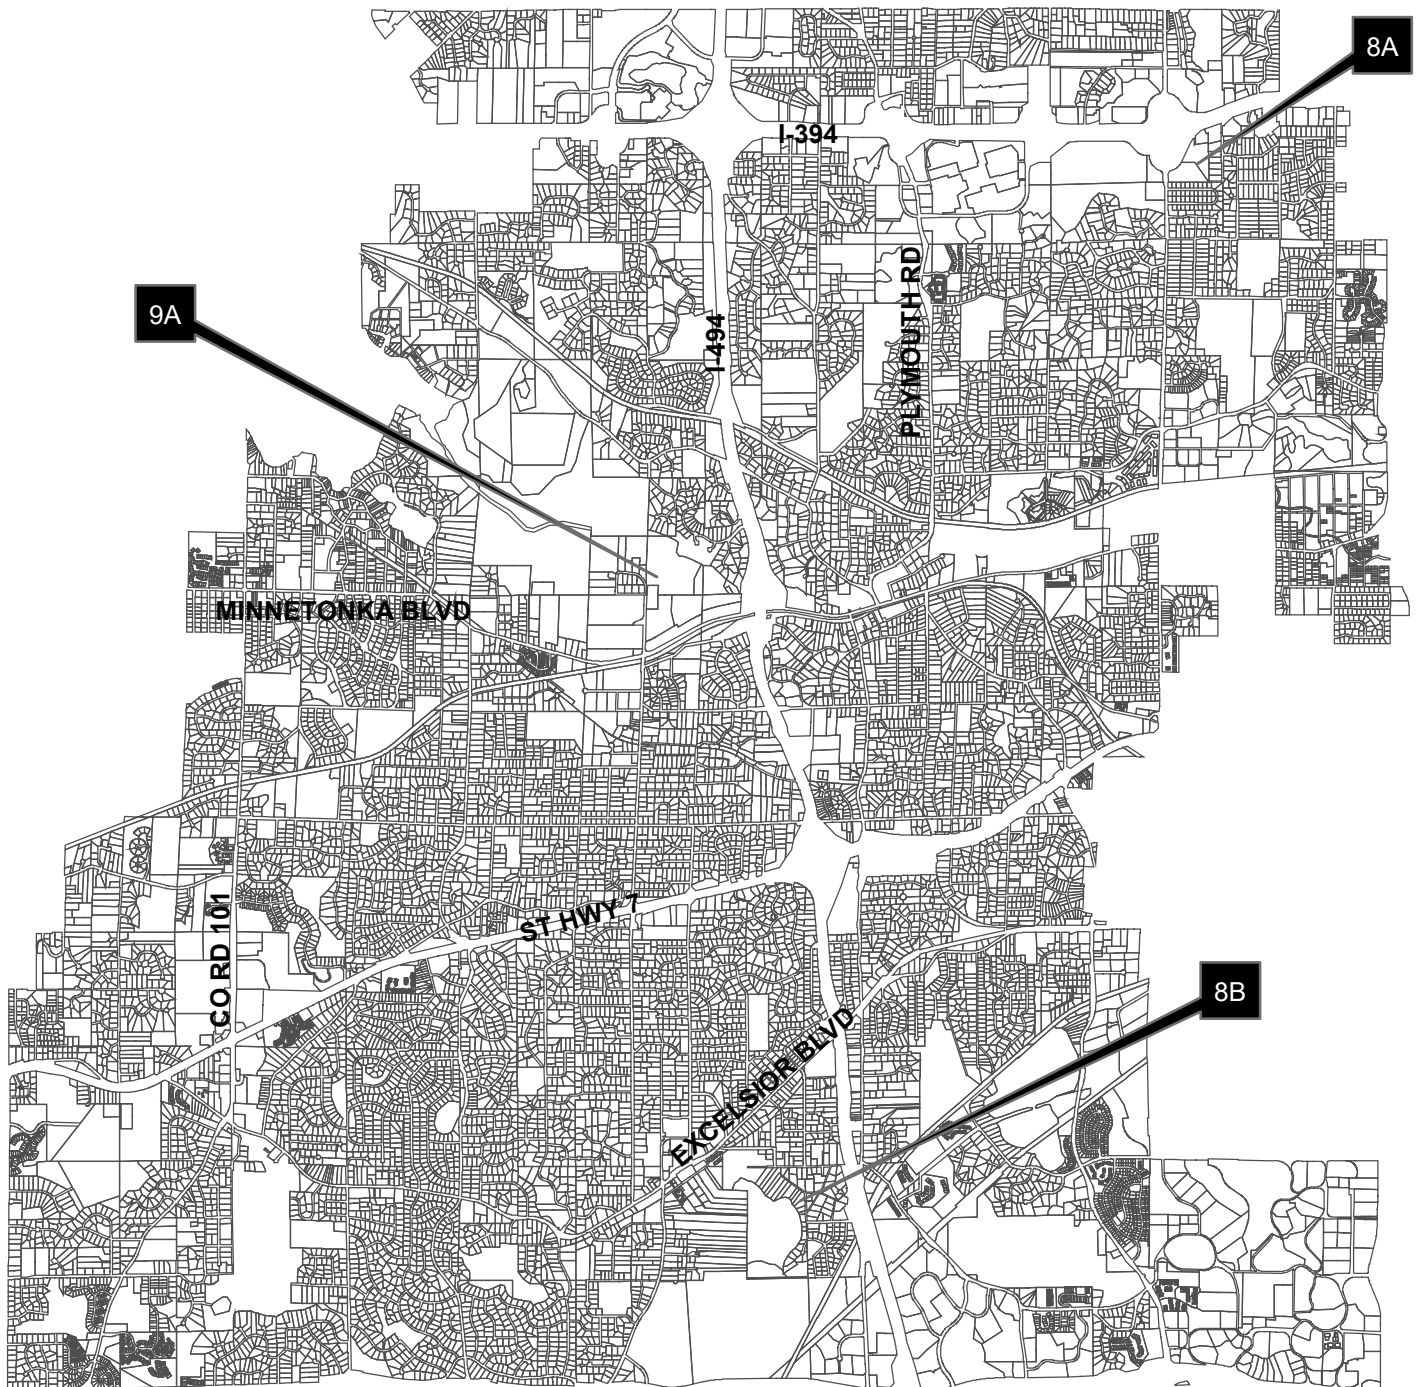 8A
I-394
9A
I-494
PLYMOUTH RD
MINNETONKA BLVD
CO RD 101
ST HWY 7
8B
EXCELSIOR BLVD